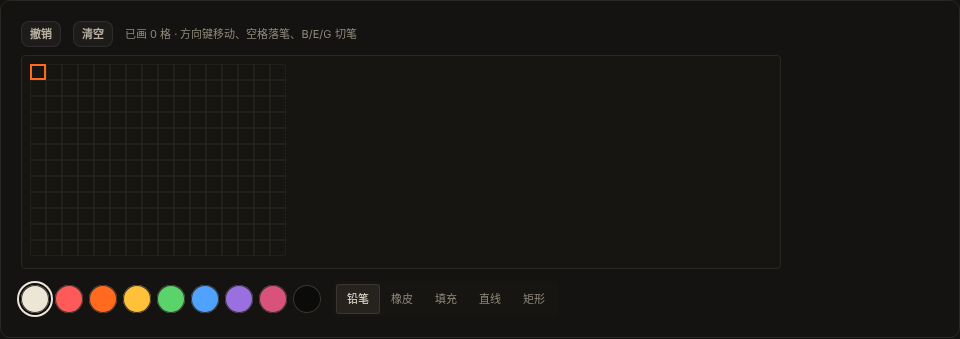 撤销 清空 已画 0 格 · 方向键移动、空格落笔、B/E/G 切笔
铅笔 橡皮 填充 直线 矩形